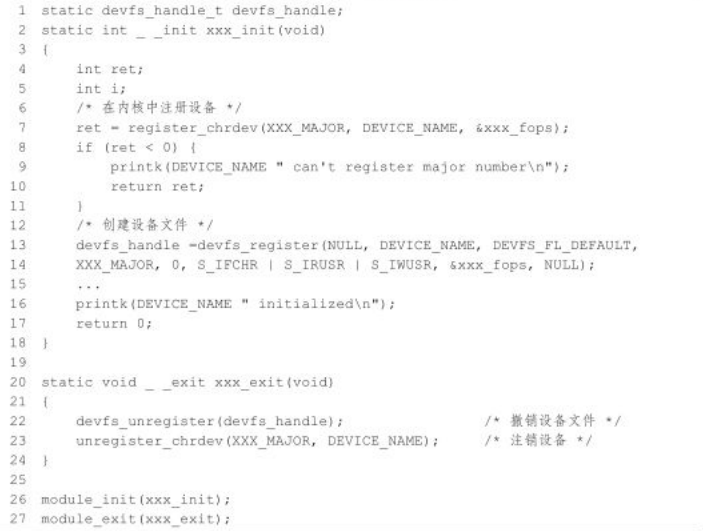 1 static devfs_handle_t devfs_handle;
2 static int _ _init xxx_init(void)
3 {
4     int ret;
5     int i;
6     /* 在内核中注册设备 */
7     ret = register_chrdev(XXX_MAJOR, DEVICE_NAME, &xxx_fops);
8     if (ret < 0) {
9         printk(DEVICE_NAME " can't register major number\n");
10         return ret;
11     }
12     /* 创建设备文件 */
13     devfs_handle =devfs_register(NULL, DEVICE_NAME, DEVFS_FL_DEFAULT,
14     XXX_MAJOR, 0, S_IFCHR | S_IRUSR | S_IWUSR, &xxx_fops, NULL);
15     ...
16     printk(DEVICE_NAME " initialized\n");
17     return 0;
18 }
19
20 static void _ _exit xxx_exit(void)
21 {
22     devfs_unregister(devfs_handle);                /* 撤销设备文件 */
23     unregister_chrdev(XXX_MAJOR, DEVICE_NAME);     /* 注销设备 */
24 }
25
26 module_init(xxx_init);
27 module_exit(xxx_exit);